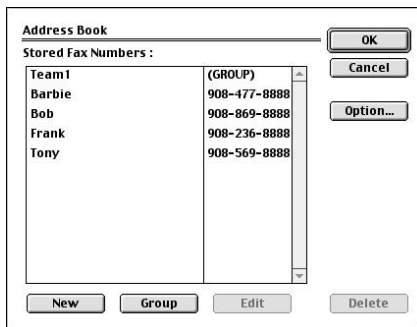 Address Book
OK
Stored Fax Numbers :
Cancel
Team1 (GROUP)
Barbie 908-477-8888
Bob 908-869-8888
Option...
Frank 908-236-8888
Tony 908-569-8888
New Group Edit Delete